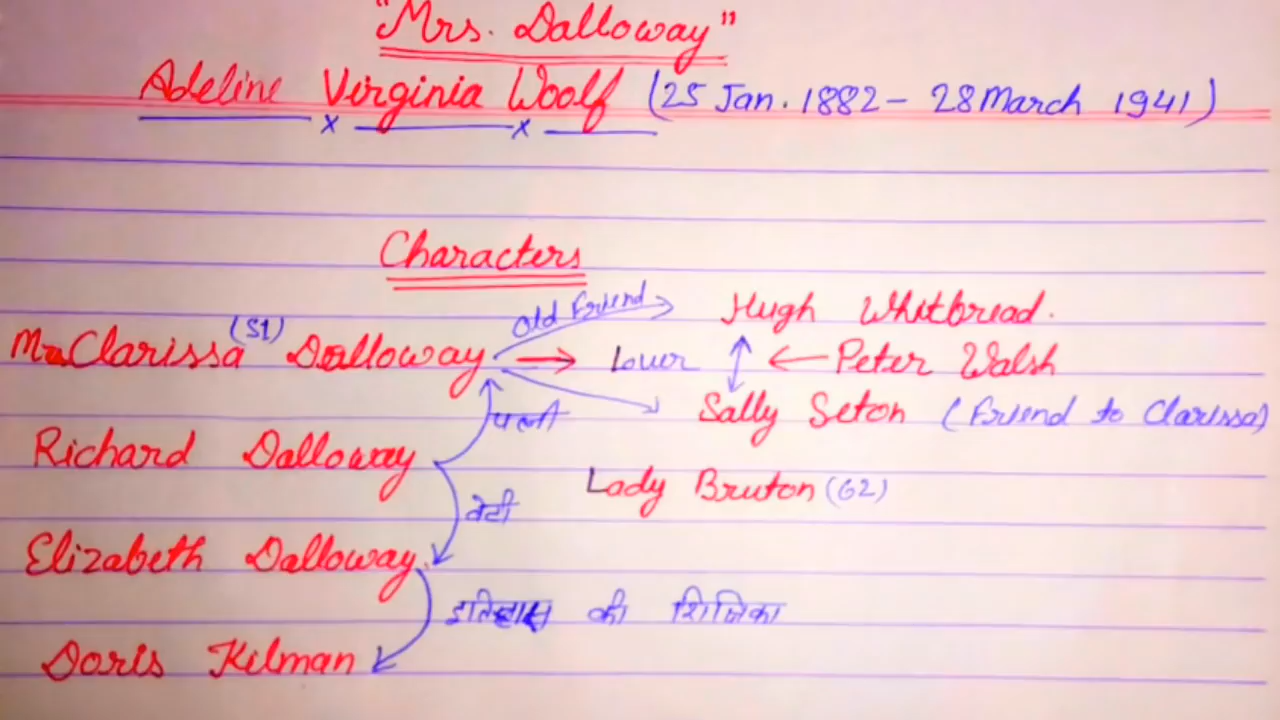 "Mrs. Dalloway"
Adeline Virginia Woolf (25 Jan. 1882 - 28 March 1941)
x x
Characters
Old Friend Hugh Whitbread.
(51)
Clarissa Dalloway → Lover ← Peter Walsh
पत्नी Sally Seton (Friend to Clarissa)
Richard Dalloway
Lady Bruton (62)
बेटी
Elizabeth Dalloway
इतिहास की शिक्षिका
Doris Kilman